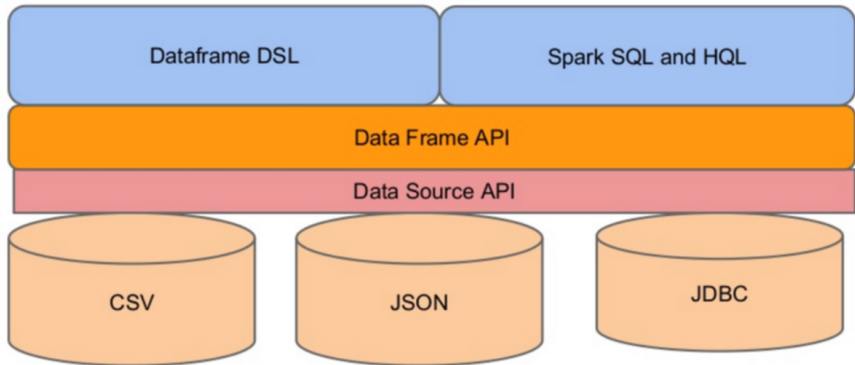 Dataframe DSL
Spark SQL and HQL
Data Frame API
Data Source API
CSV
JSON
JDBC